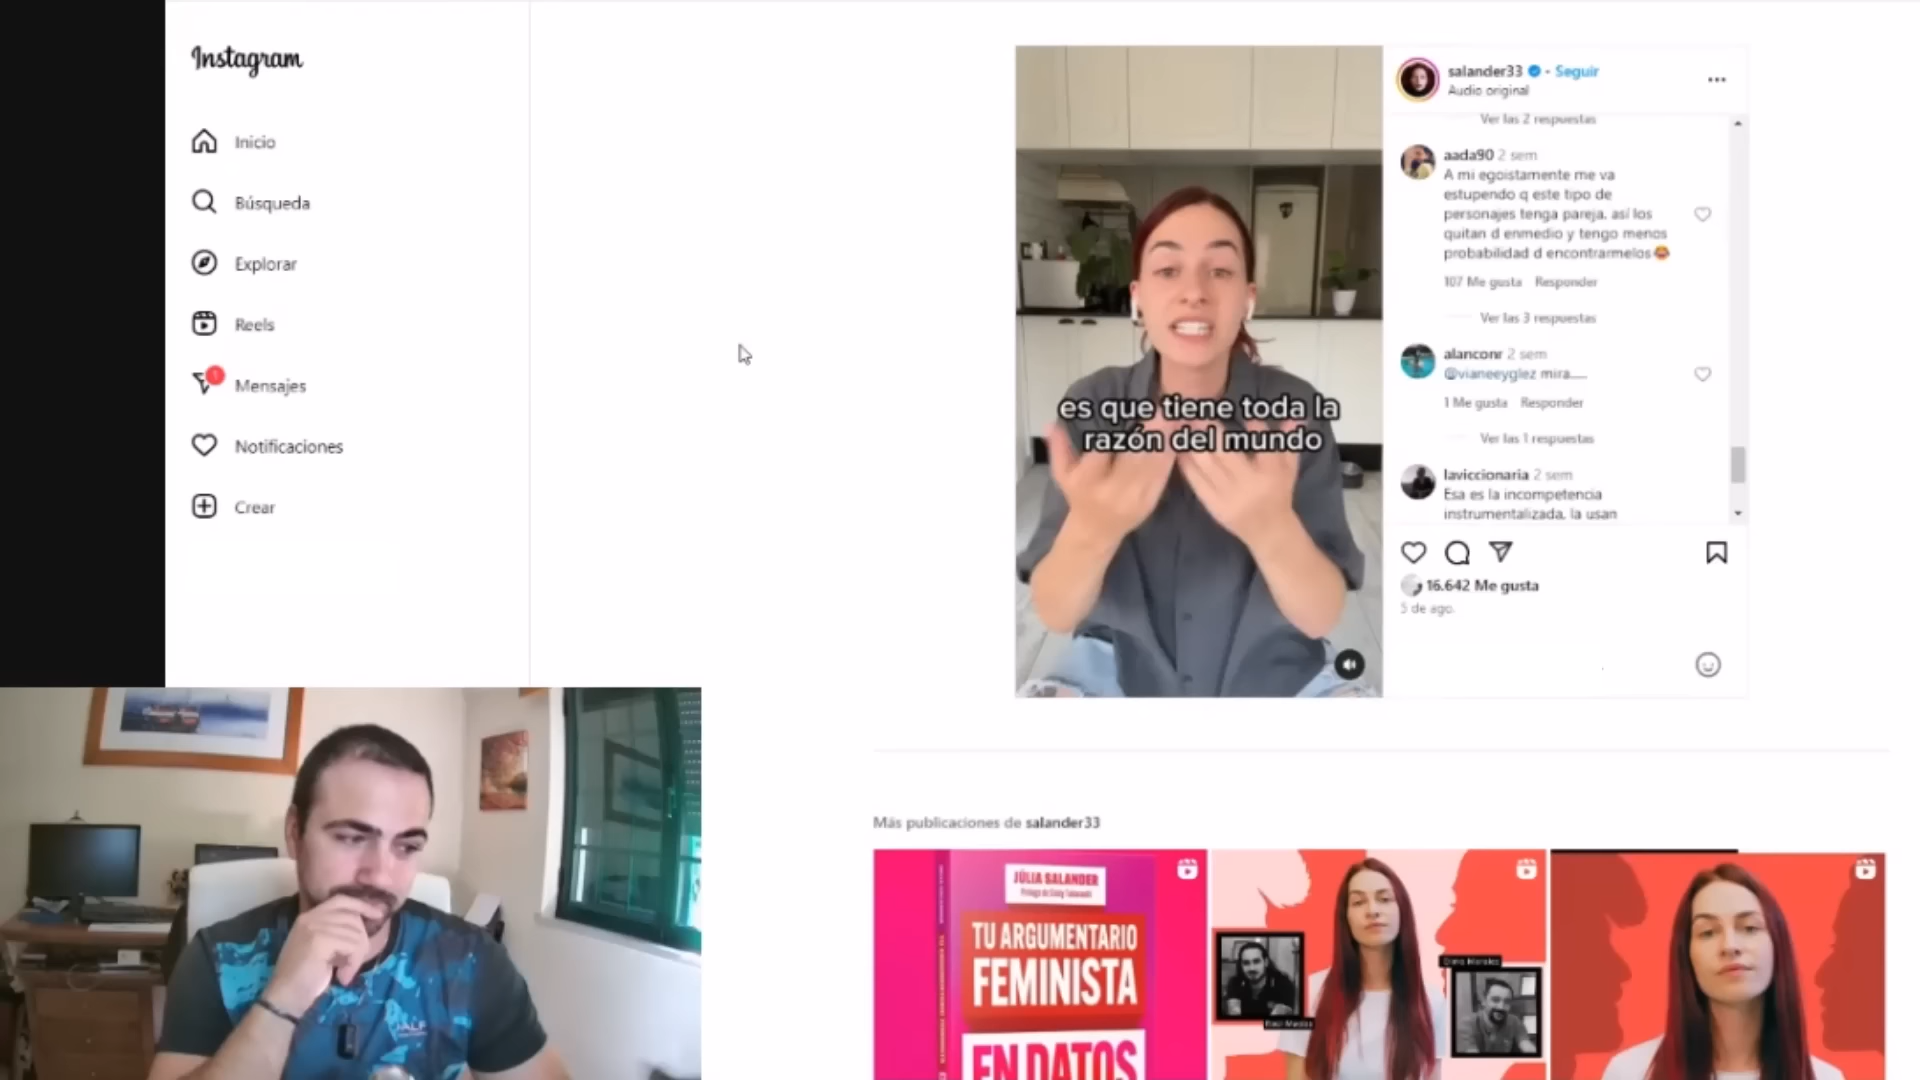 Instagram
Inicio
Búsqueda
Explorar
Reels
1
Mensajes
Notificaciones
Crear
es que tiene toda la
razón del mundo
salander33 - Seguir
Audio original
Ver las 2 respuestas
aada90 2 sem
A mi egoistamente me va
estupendo q este tipo de
personajes tenga pareja, así los
quitan d enmedio y tengo menos
probabilidad d encontrarmelos😂
107 Me gusta Responder
Ver las 3 respuestas
alanconr 2 sem
@vianeeyglez mira.....
1 Me gusta Responder
Ver las 1 respuestas
laviccionaria 2 sem
Esa es la incompetencia
instrumentalizada, la usan
16.642 Me gusta
5 de ago.
Más publicaciones de salander33
JÚLIA SALANDER
TU ARGUMENTARIO
FEMINISTA
EN DATOS